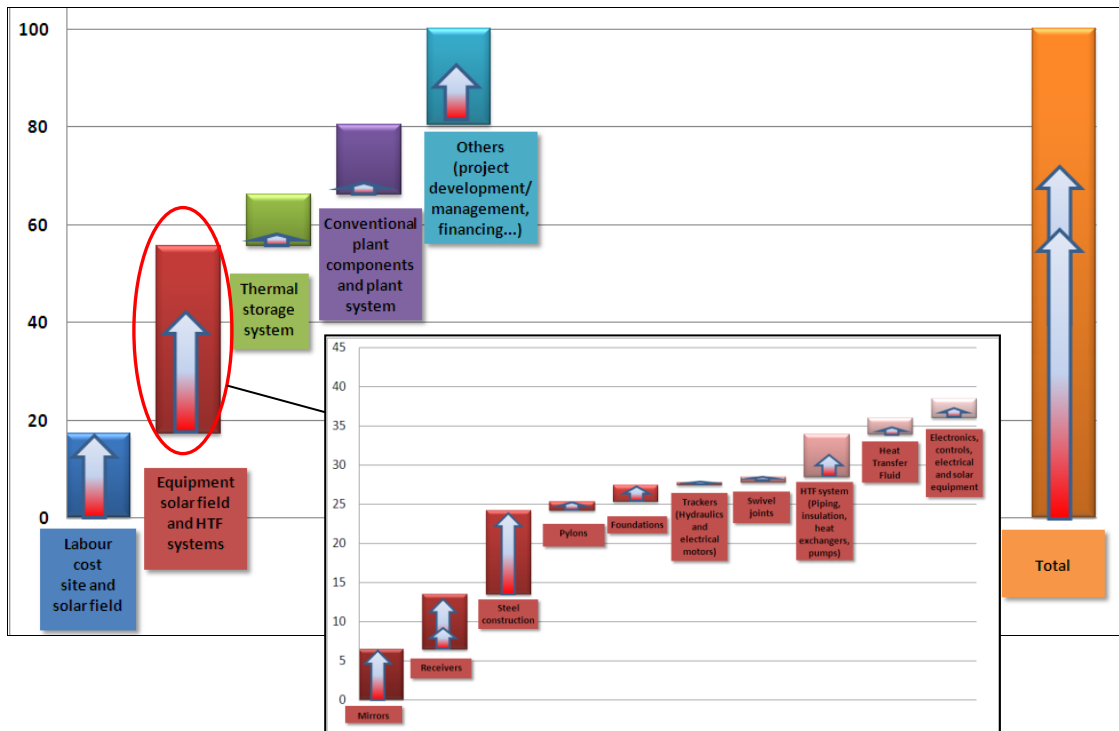 100
80
60
40
20
0
Labour
cost
site and
solar field
Equipment
solar field
and HTF
systems
Thermal
storage
system
Conventional
plant
components
and plant
system
Others
(project
development/
management,
financing...)
Total
45
40
35
30
25
20
15
10
5
0
Mirrors
Receivers
Steel
construction
Pylons
Foundations
Trackers
(Hydraulics
and
electrical
motors)
Swivel
joints
HTF system
(Piping,
insulation,
heat
exchangers,
pumps)
Heat
Transfer
Fluid
Electronics,
controls,
electrical
and solar
equipment